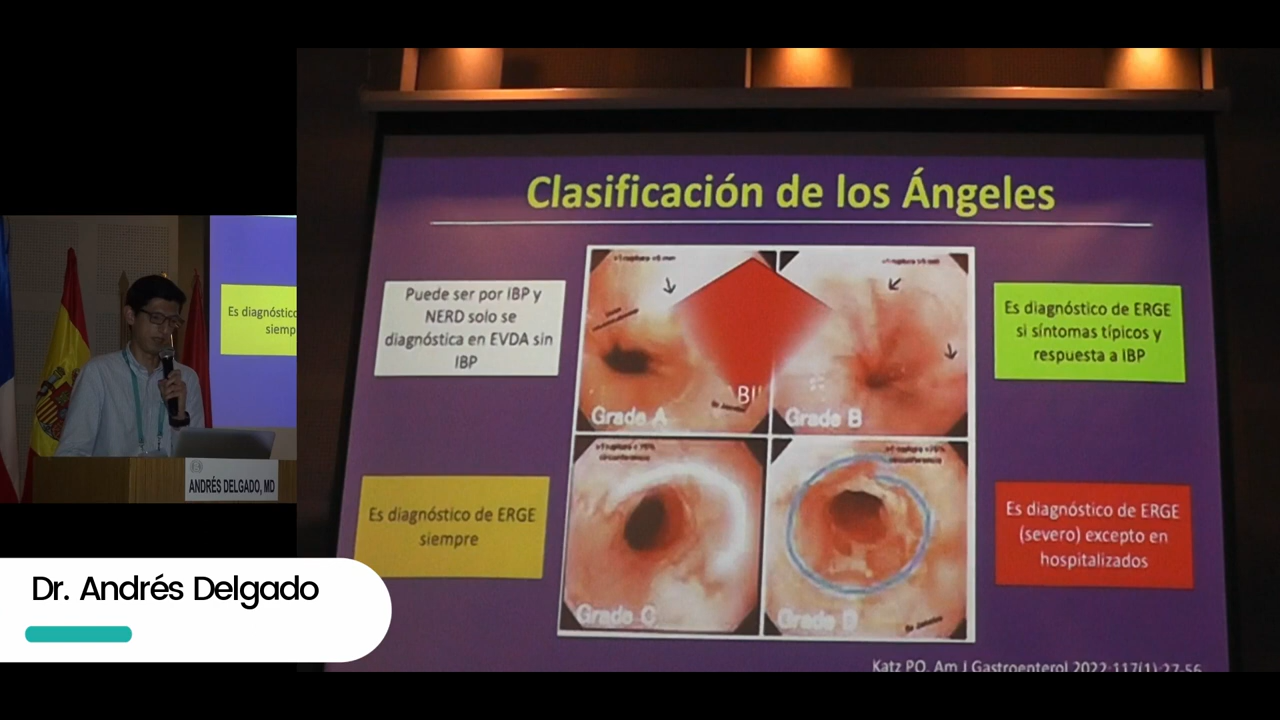 Clasificación de los Ángeles
Puede ser por IBP y
NERD solo se
diagnóstica en EVDA sin
IBP
Es diagnóstico de ERGE
si síntomas típicos y
respuesta a IBP
Grade A
Grade B
Es diagnóstico de ERGE
siempre
Es diagnóstico de ERGE
(severo) excepto en
hospitalizados
Grade C
Grade D
Katz PO. Am J Gastroenterol 2022;117(1):27-56
Es diagnóstico
siemp
ANDRÉS DELGADO, MD
Dr. Andrés Delgado